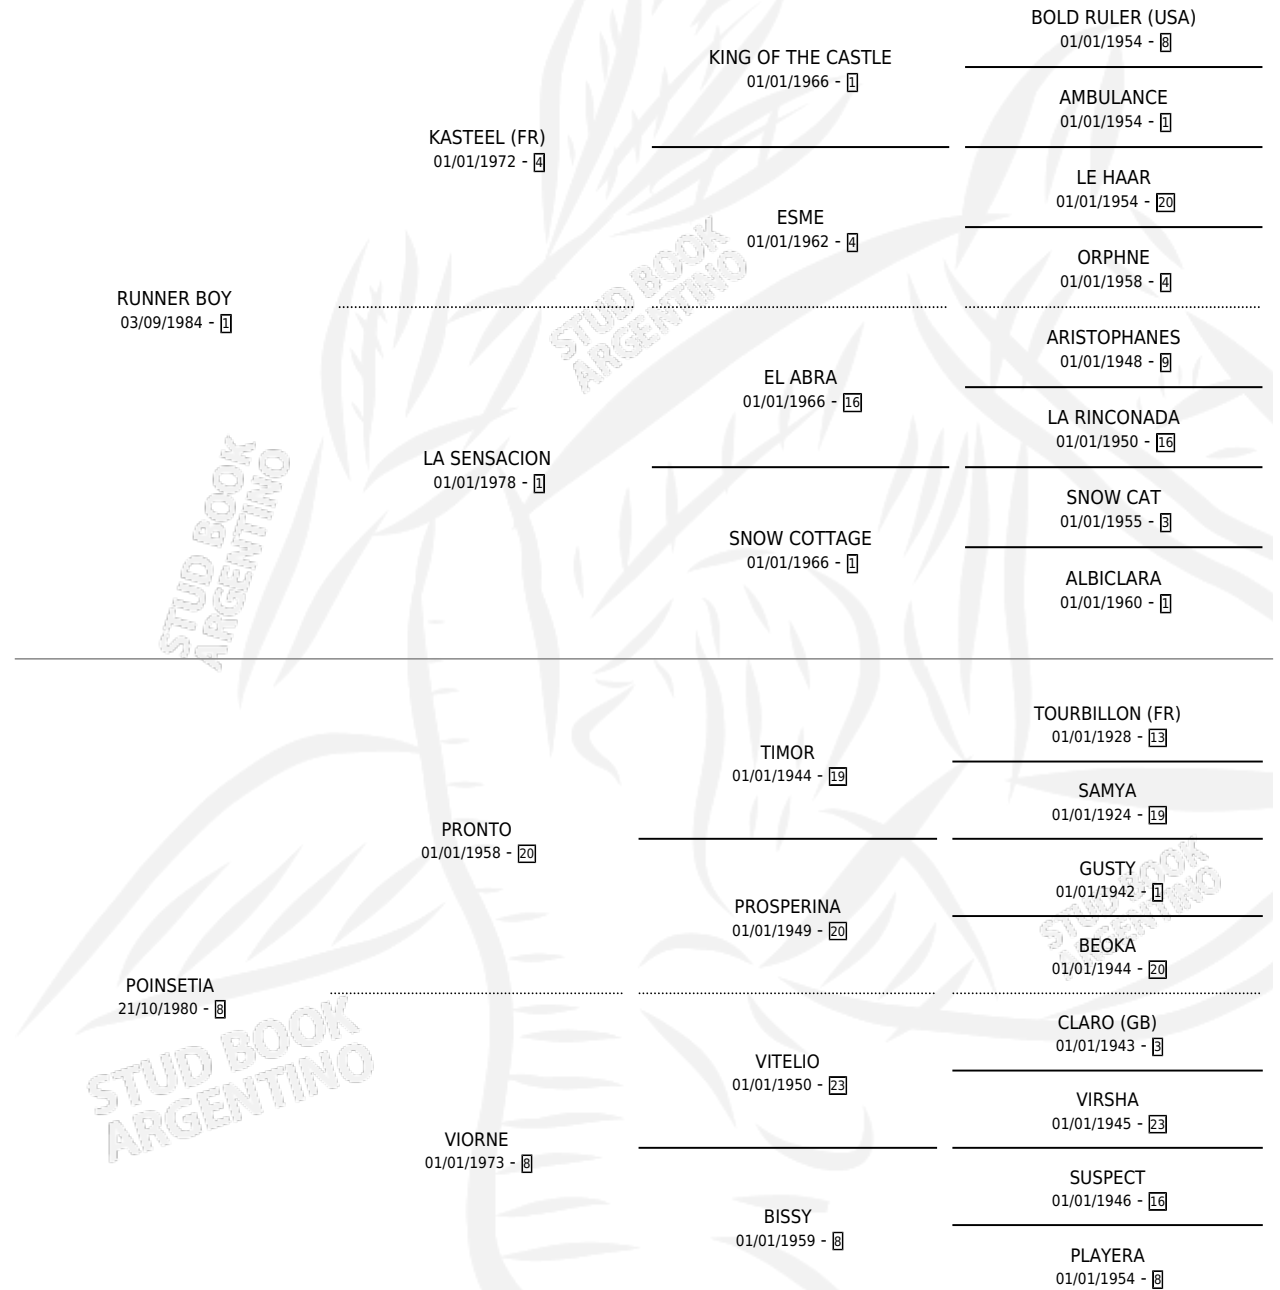 BOLD RULER (USA)
01/01/1954 - 8
KING OF THE CASTLE
01/01/1966 - 1
AMBULANCE
01/01/1954 - 1
KASTEEL (FR)
01/01/1972 - 4
LE HAAR
01/01/1954 - 20
ESME
01/01/1962 - 4
ORPHNE
01/01/1958 - 4
RUNNER BOY
03/09/1984 - 1
STUD BOOK
ARGENTINO
ARISTOPHANES
01/01/1948 - 9
EL ABRA
01/01/1966 - 16
LA RINCONADA
01/01/1950 - 16
LA SENSACION
01/01/1978 - 1
SNOW CAT
01/01/1955 - 3
SNOW COTTAGE
01/01/1966 - 1
ALBICLARA
01/01/1960 - 1
STUD BOOK
ARGENTINO
TOURBILLON (FR)
01/01/1928 - 13
TIMOR
01/01/1944 - 19
SAMYA
01/01/1924 - 19
PRONTO
01/01/1958 - 20
GUSTY
01/01/1942 - 1
PROSPERINA
01/01/1949 - 20
BEOKA
01/01/1944 - 20
STUD BOOK
ARGENTINO
POINSETIA
21/10/1980 - 8
CLARO (GB)
01/01/1943 - 3
VITELIO
01/01/1950 - 23
VIRSHA
01/01/1945 - 23
STUD BOOK
ARGENTINO
VIORNE
01/01/1973 - 8
SUSPECT
01/01/1946 - 16
BISSY
01/01/1959 - 8
PLAYERA
01/01/1954 - 8